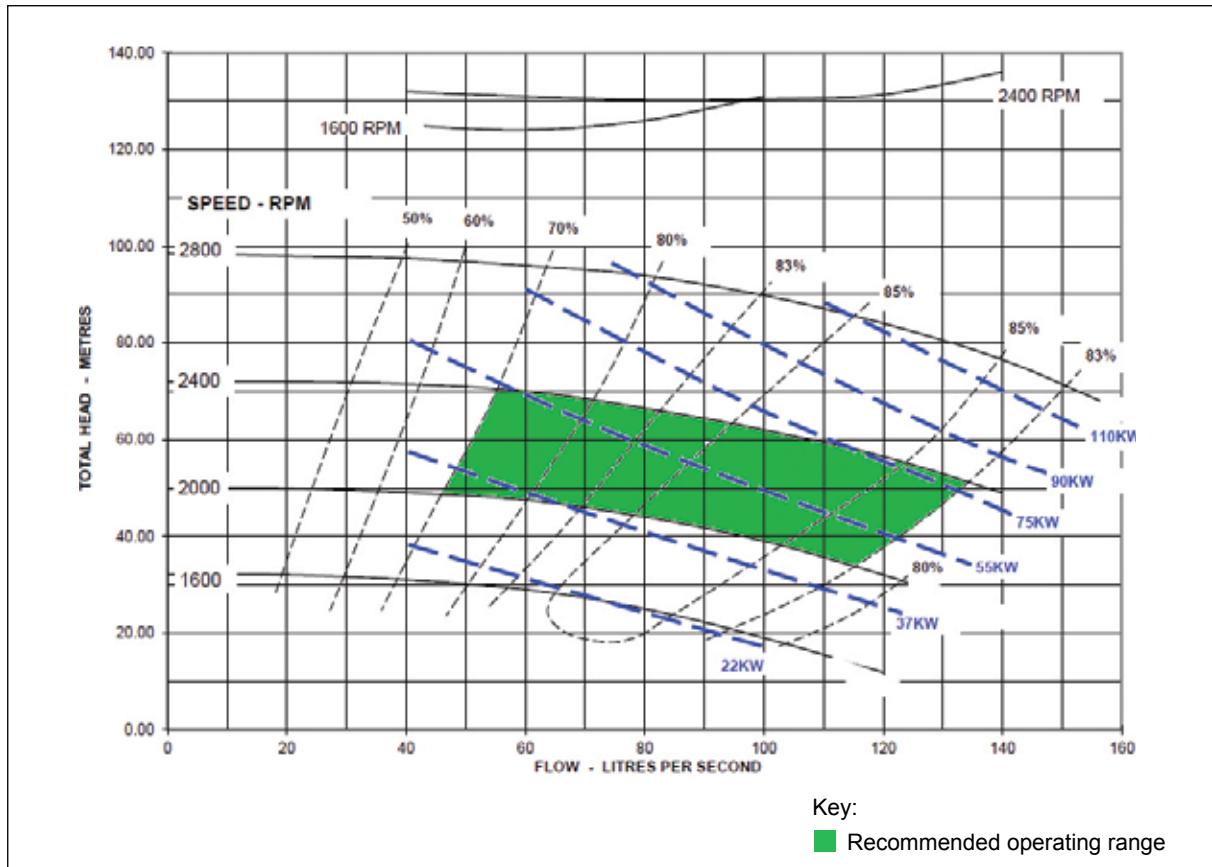 140.00
120.00
100.00
80.00
60.00
40.00
20.00
0.00
TOTAL HEAD - METRES
1600 RPM
2400 RPM
SPEED - RPM
2800
2400
2000
1600
50%
60%
70%
80%
83%
85%
85%
83%
80%
110KW
90KW
75KW
55KW
37KW
22KW
0
20
40
60
80
100
120
140
160
FLOW - LITRES PER SECOND
Key:
Recommended operating range